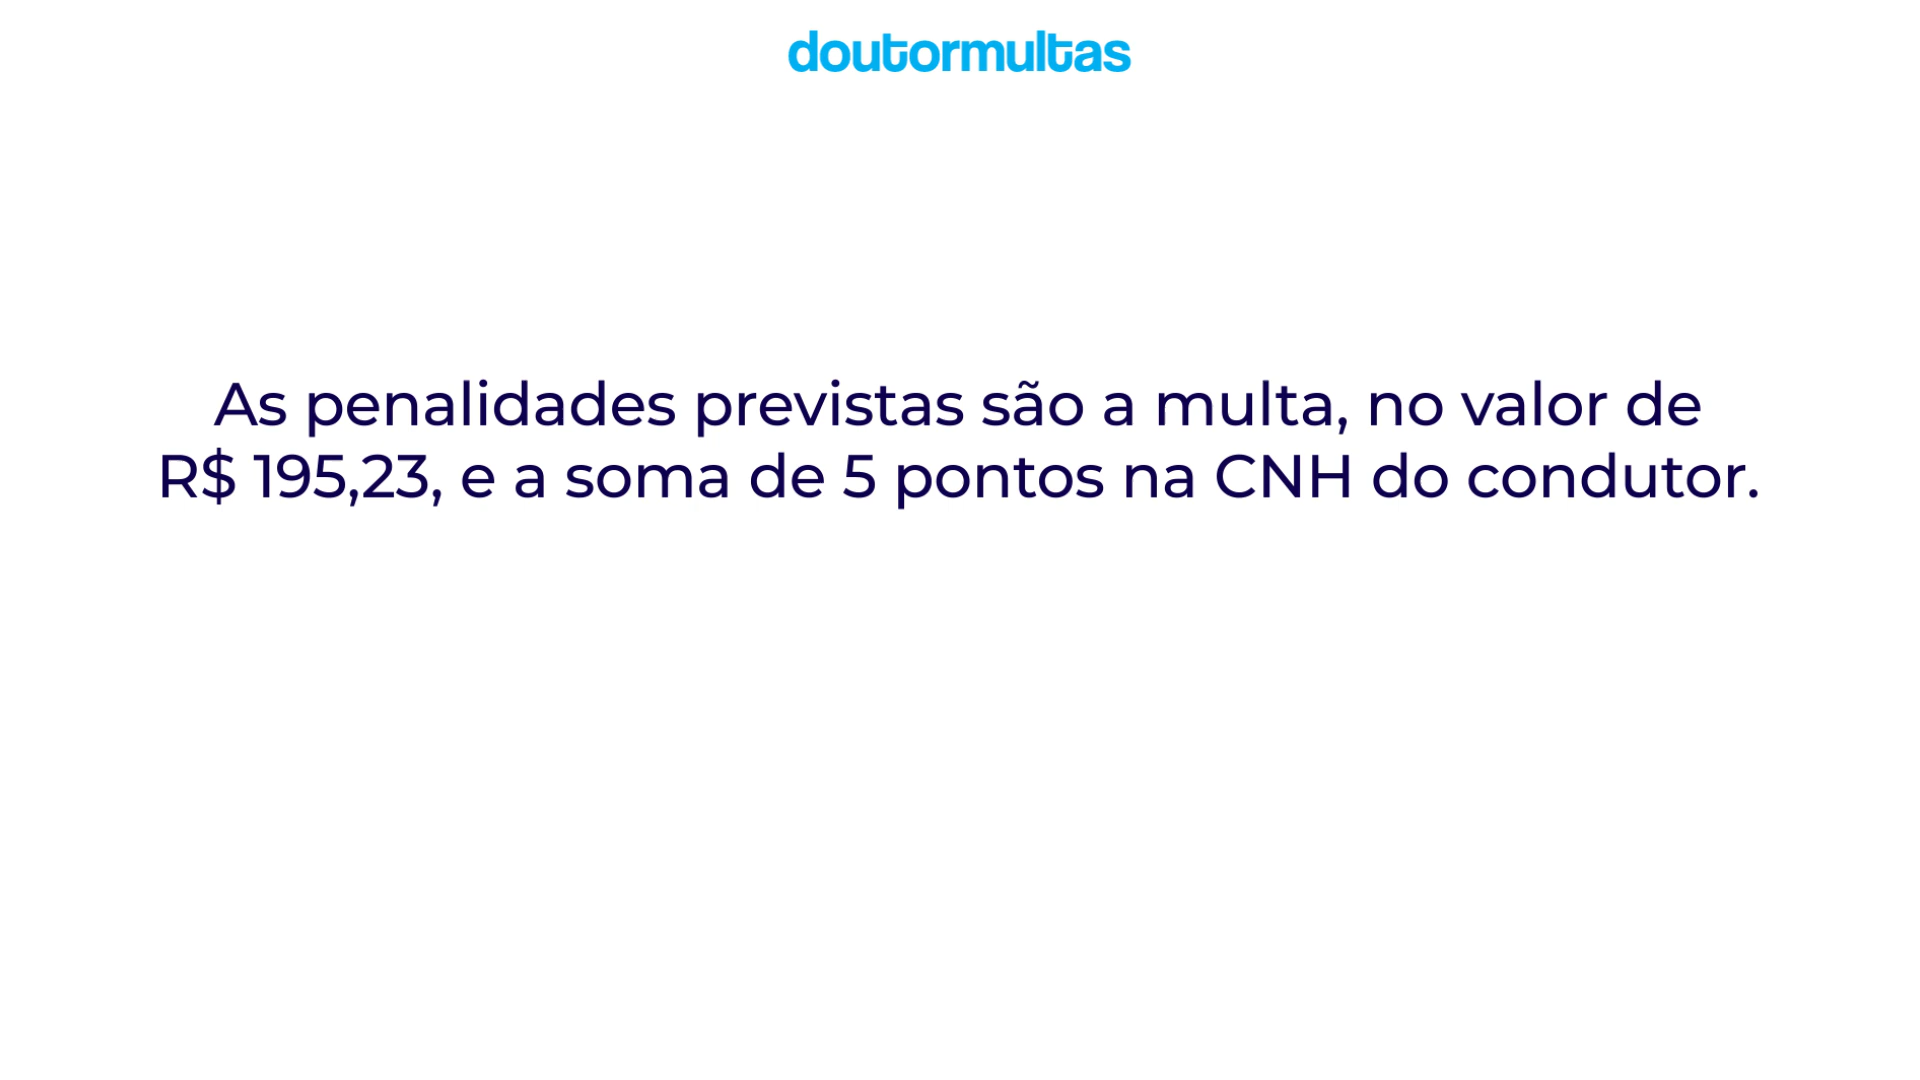 doutormultas
As penalidades previstas são a multa, no valor de
R$ 195,23, e a soma de 5 pontos na CNH do condutor.